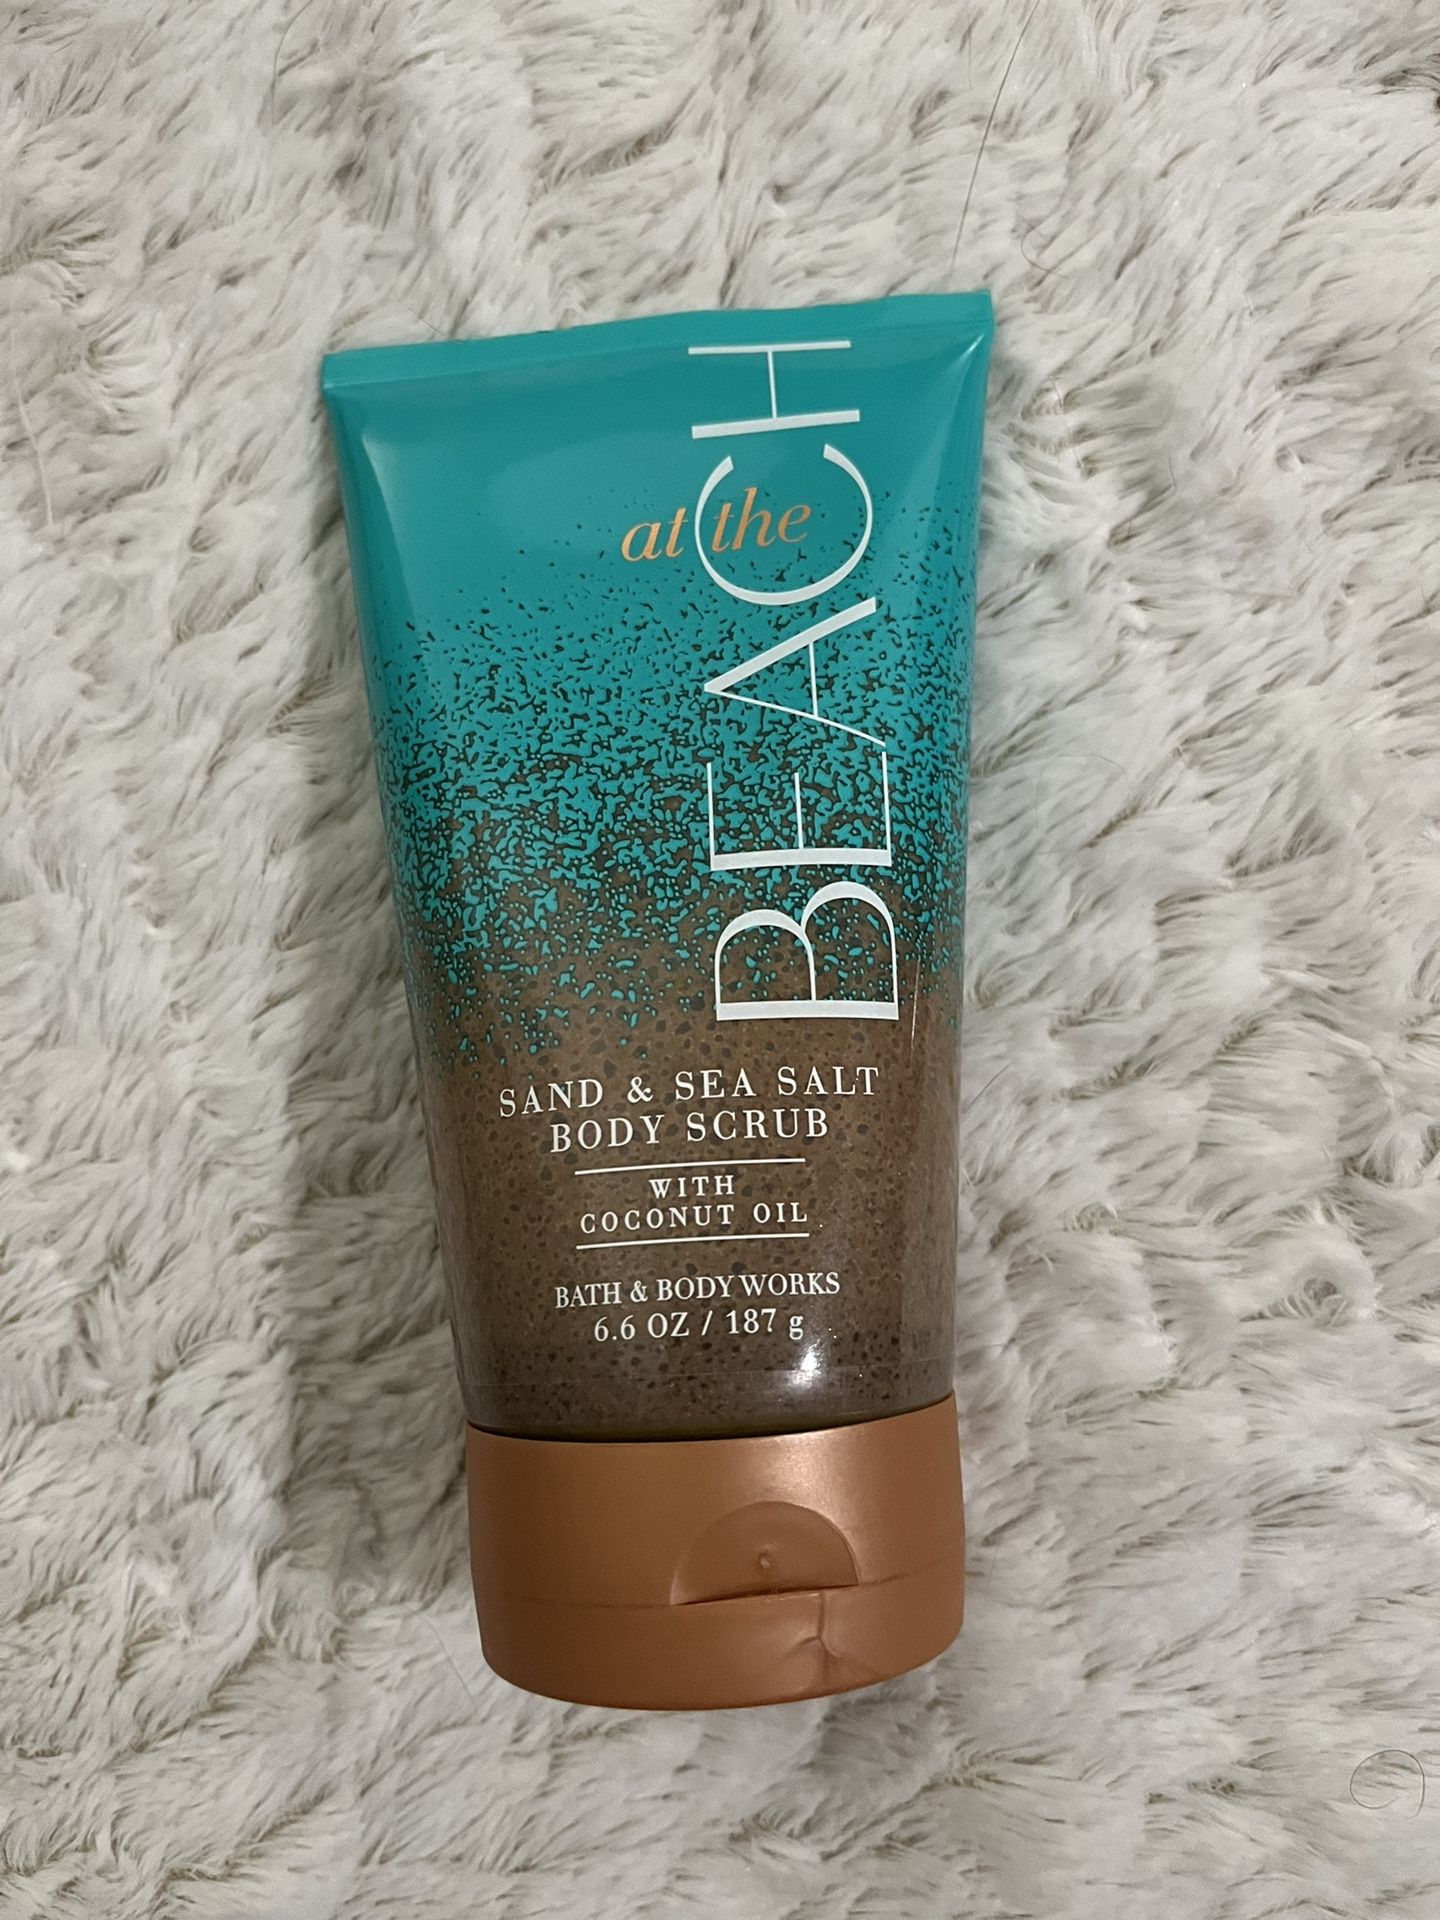 at the
BEACH
SAND & SEA SALT
BODY SCRUB
WITH
COCONUT OIL
BATH & BODY WORKS
6.6 OZ / 187 g